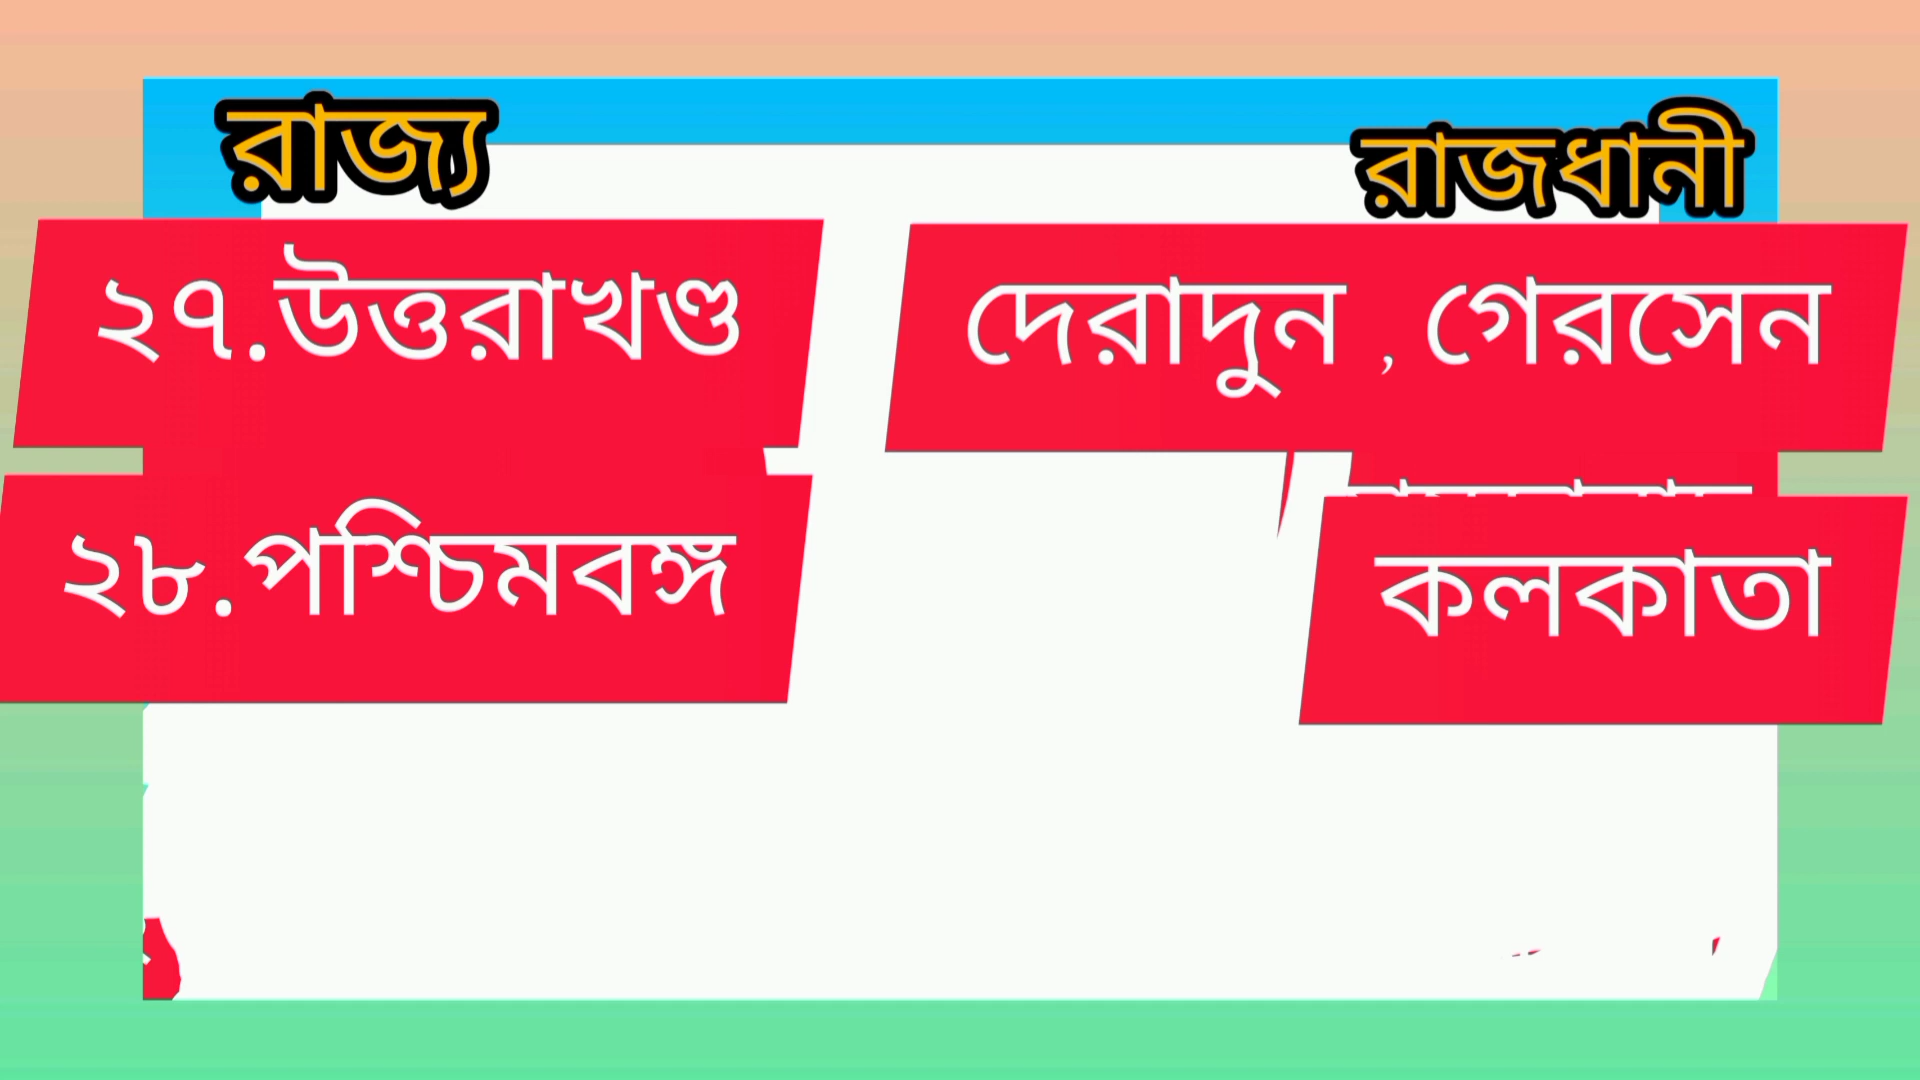 রাজ্য রাজধানী
২৭.উত্তরাখণ্ড দেরাদুন , গেরসেন
২৮.পশ্চিমবঙ্গ কলকাতা